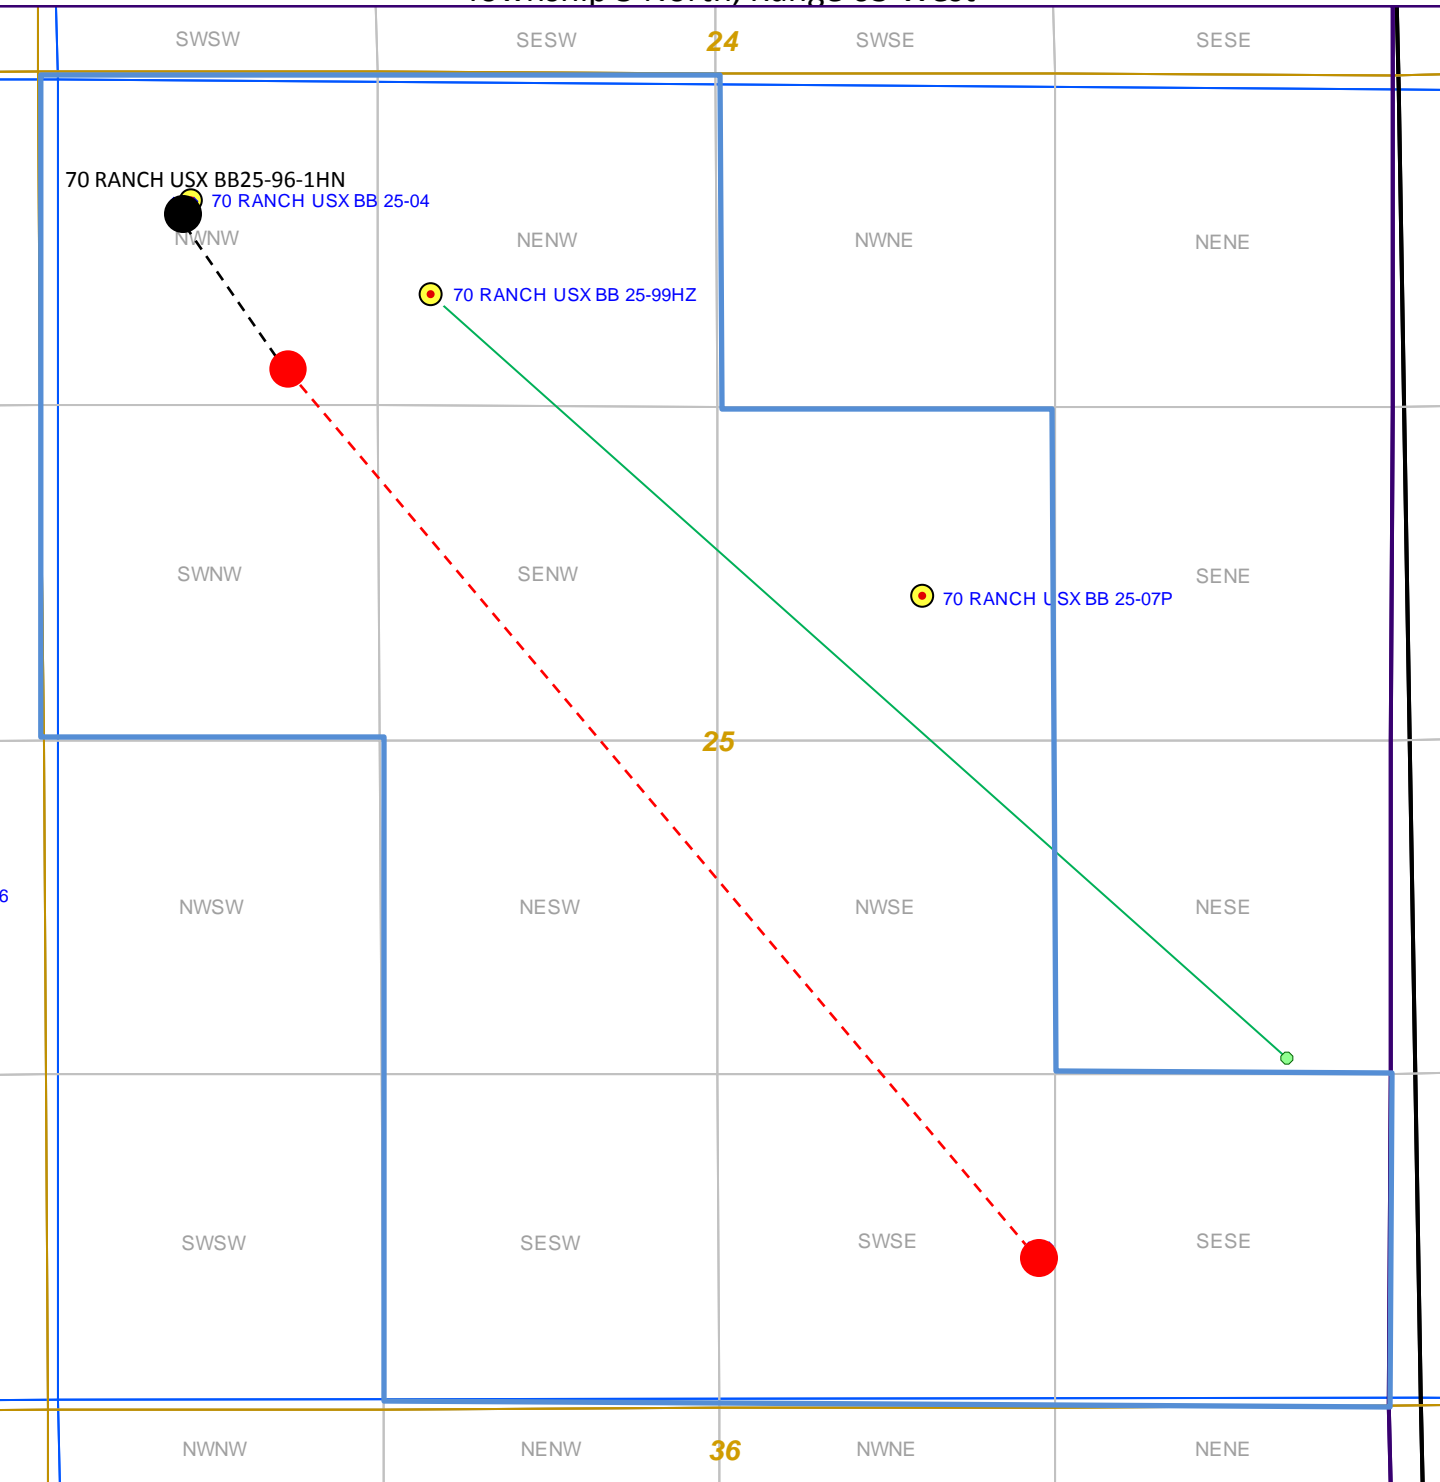 SWSW SESW 24 SWSE SESE
70 RANCH USX BB25-96-1HN
70 RANCH USX BB 25-04
NWNW NENW NWNE NENE
70 RANCH USX BB 25-99HZ
SWNW SENW SENE
70 RANCH USX BB 25-07P
25
6
NWSW NESW NWSE NESE
SWSW SESW SWSE SESE
NWNW NENW 36 NWNE NENE